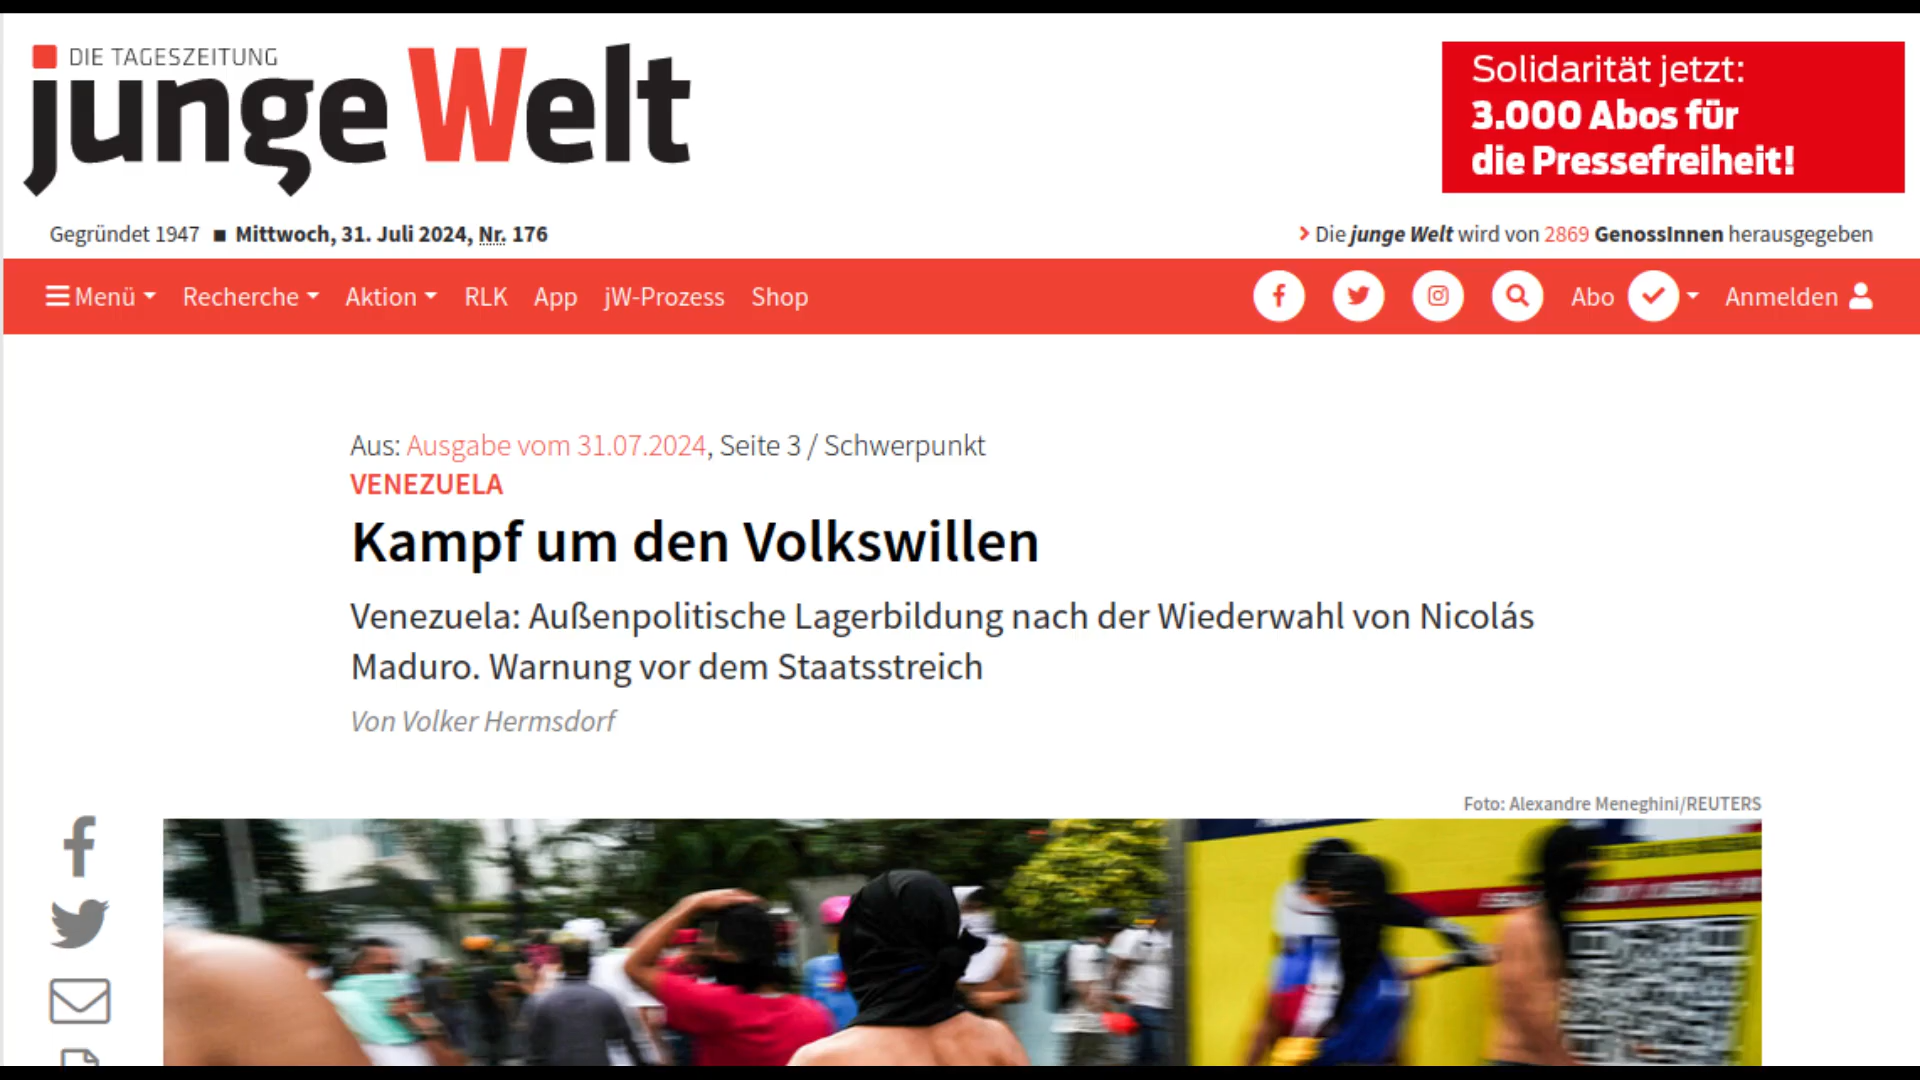 DIE TAGESZEITUNG
junge Welt
Solidarität jetzt:
3.000 Abos für
die Pressefreiheit!
Gegründet 1947 ■ Mittwoch, 31. Juli 2024, Nr. 176
Die junge Welt wird von 2869 GenossInnen herausgegeben
Menü Recherche Aktion RLK App jW-Prozess Shop
Abo Anmelden
Aus: Ausgabe vom 31.07.2024, Seite 3 / Schwerpunkt
VENEZUELA
Kampf um den Volkswillen
Venezuela: Außenpolitische Lagerbildung nach der Wiederwahl von Nicolás
Maduro. Warnung vor dem Staatsstreich
Von Volker Hermsdorf
Foto: Alexandre Meneghini/REUTERS